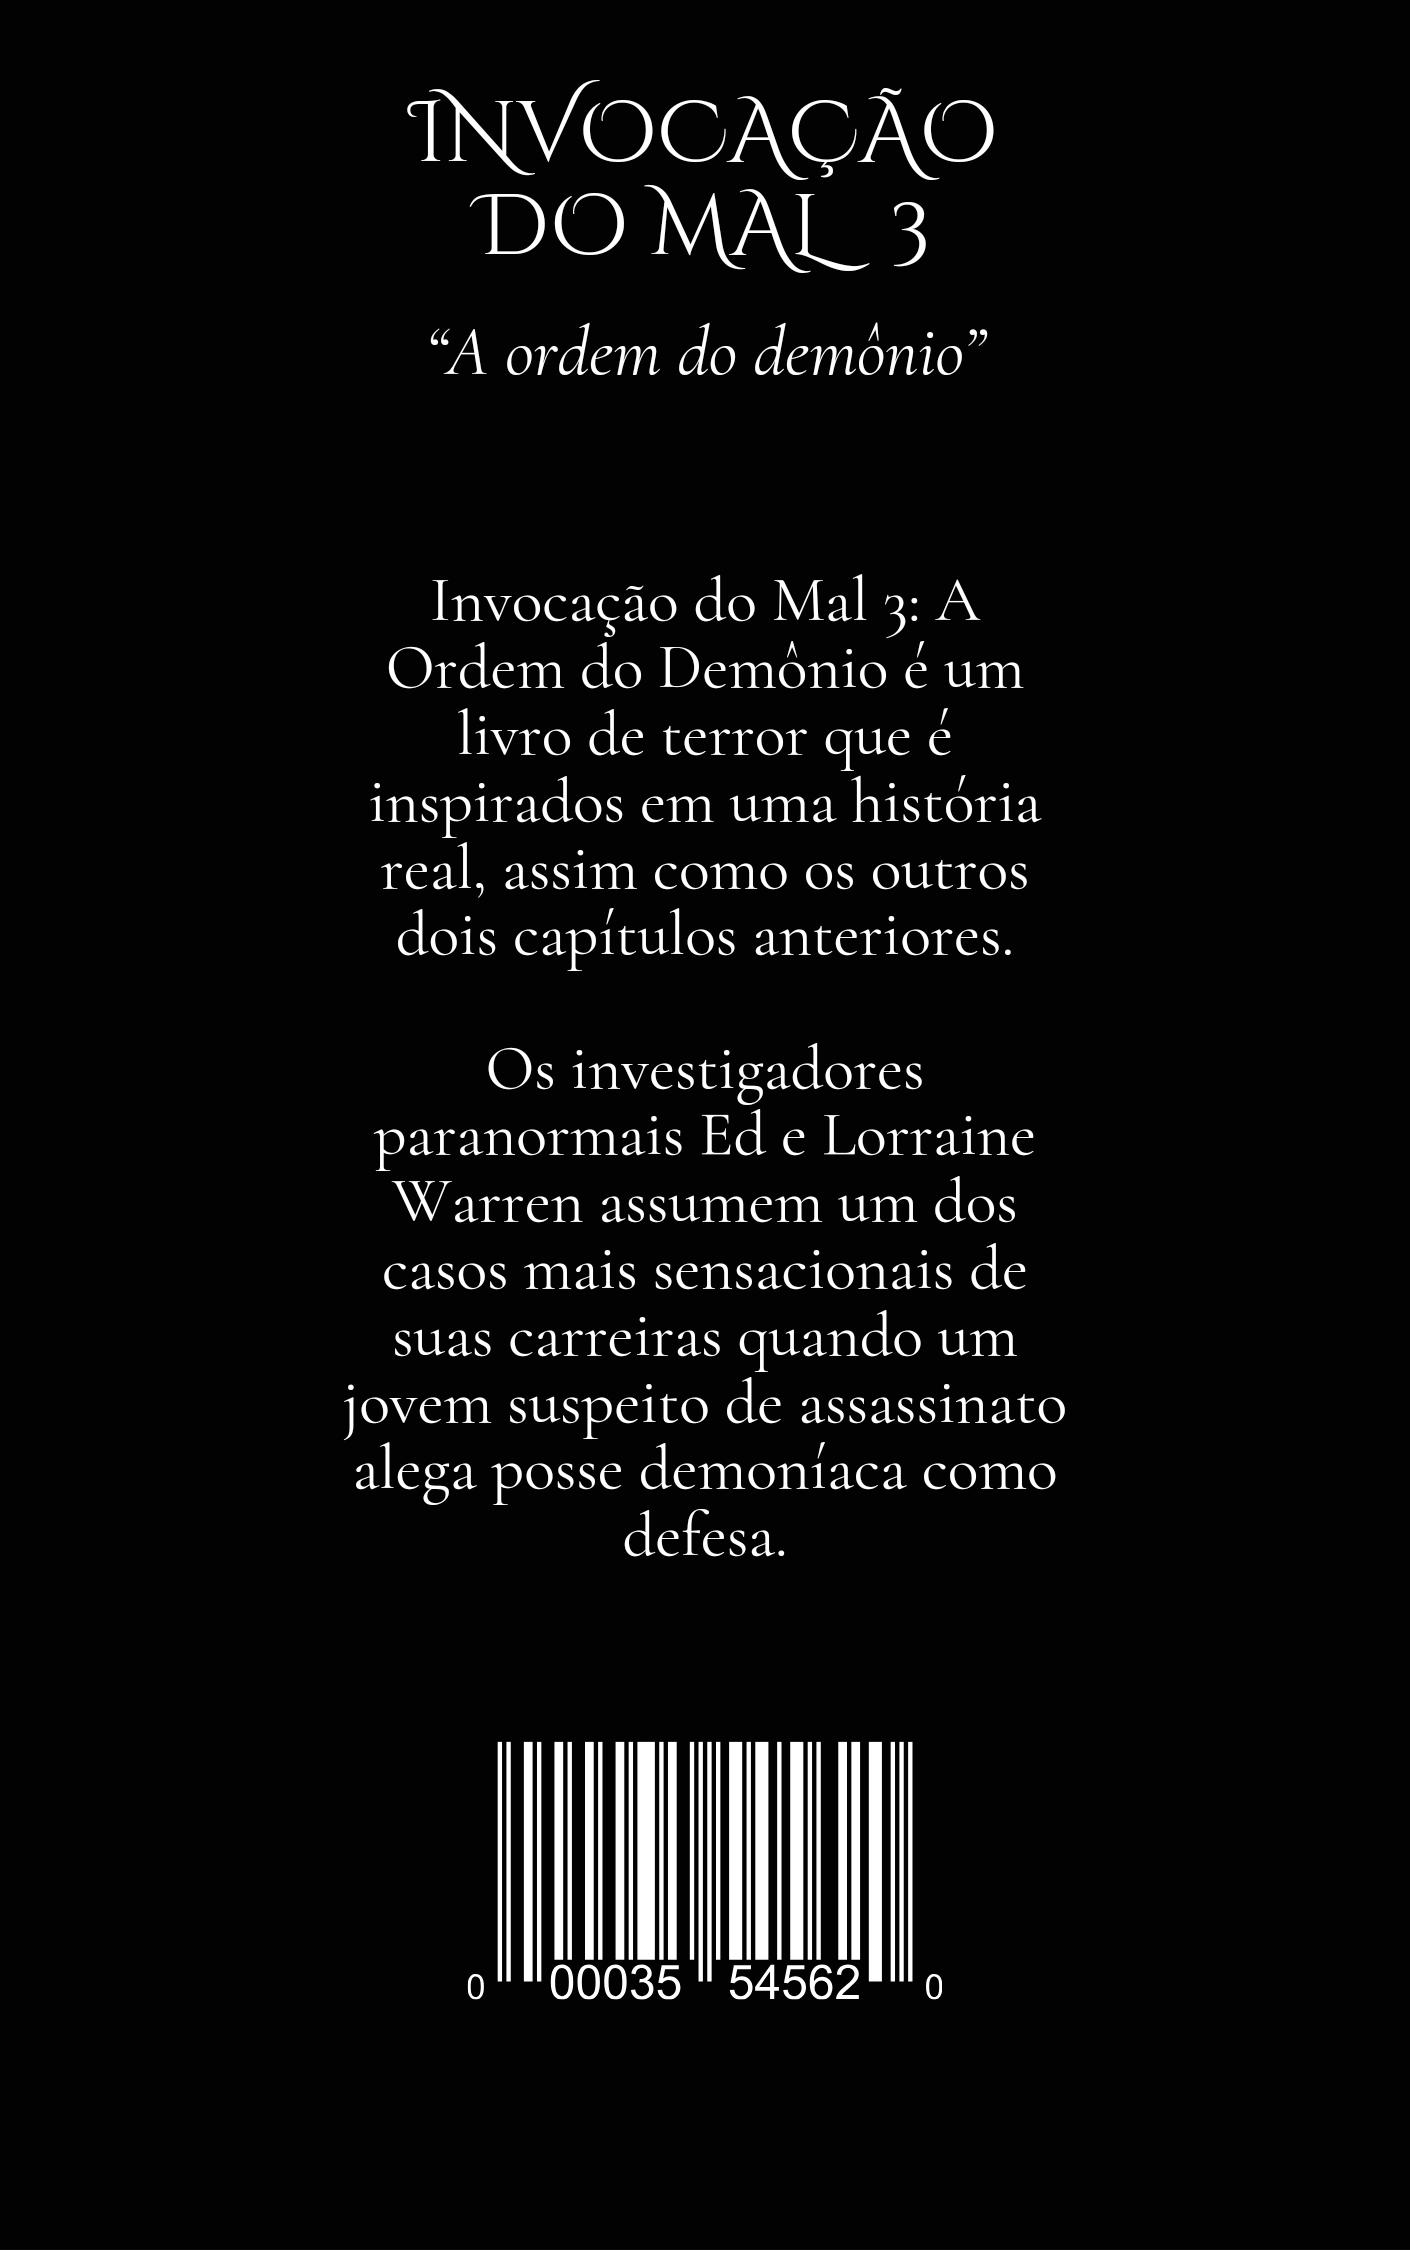 INVOCAÇÃO
DO MAL 3
“A ordem do demônio”
Invocação do Mal 3: A
Ordem do Demônio é um
livro de terror que é
inspirados em uma história
real, assim como os outros
dois capítulos anteriores.
Os investigadores
paranormais Ed e Lorraine
Warren assumem um dos
casos mais sensacionais de
suas carreiras quando um
jovem suspeito de assassinato
alega posse demoníaca como
defesa.
0 00035 54562 0